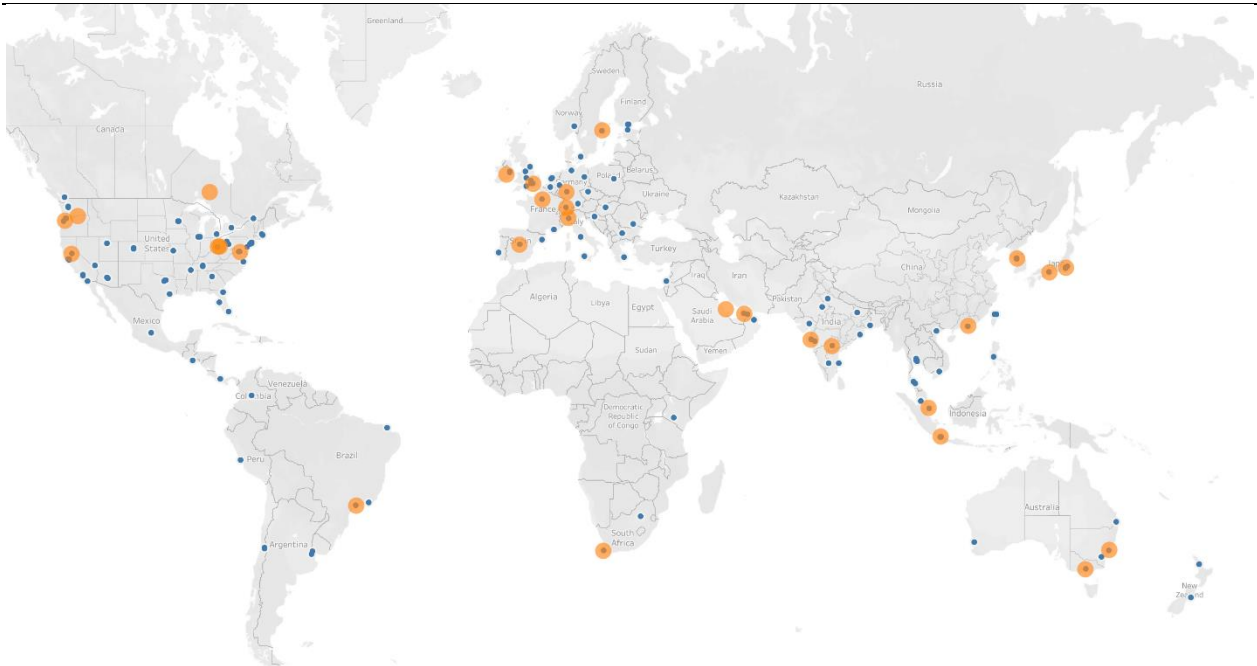 Greenland
Sweden
Russia
Finland
Norway
Canada
Belarus
Ukraine
Kazakhstan
Mongolia
France
United
States
Turkey
China
Iraq
Iran
Algeria
Libya
Egypt
Pakistan
Saudi
Arabia
India
Mexico
Yemen
Sudan
Venezuela
Colombia
Democratic
Republic
of Congo
Indonesia
Peru
Brazil
Australia
South
Africa
Argentina
New
Zealand